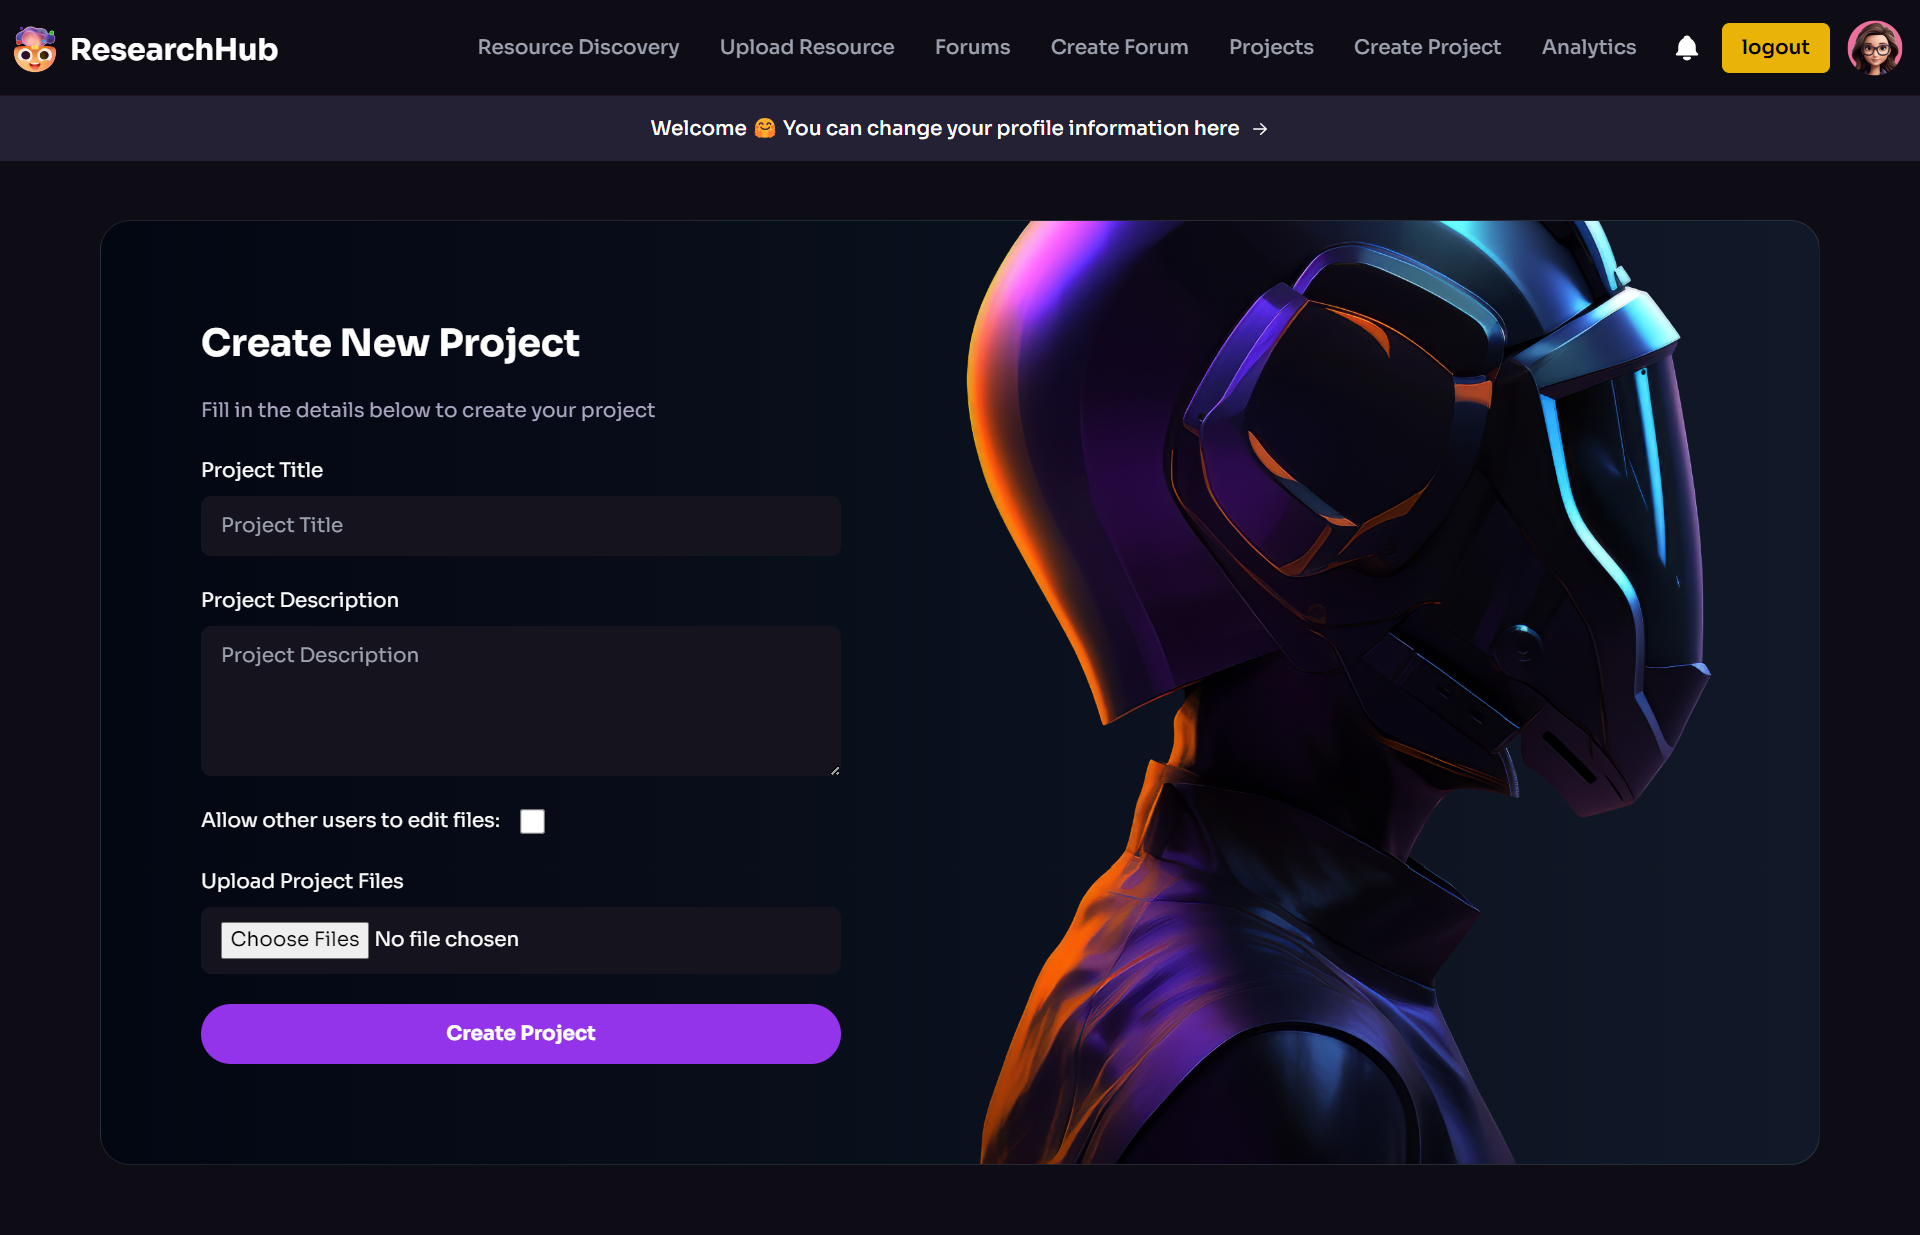 ResearchHub
Resource Discovery
Upload Resource
Forums
Create Forum
Projects
Create Project
Analytics
logout
Welcome 🤗 You can change your profile information here →
Create New Project
Fill in the details below to create your project
Project Title
Project Title
Project Description
Project Description
Allow other users to edit files:
Upload Project Files
Choose Files No file chosen
Create Project